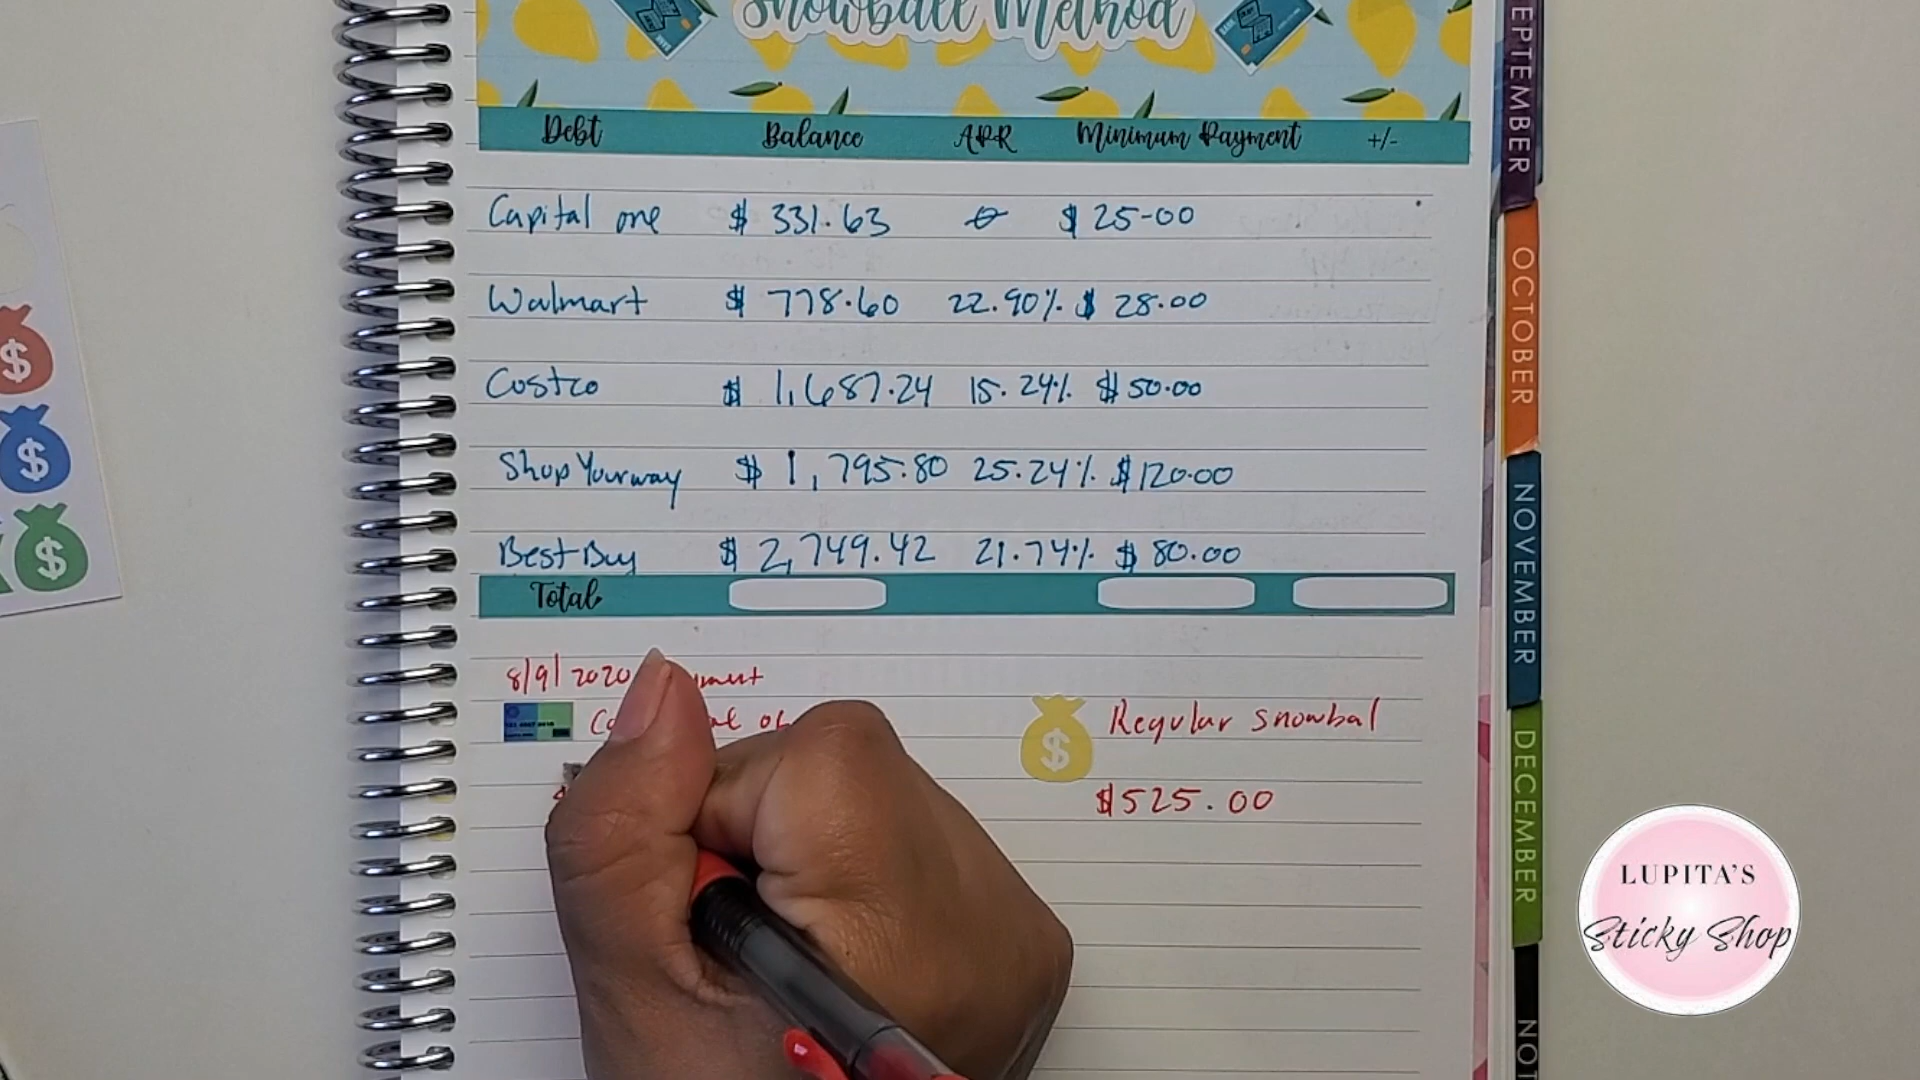 Snowball Method
Debt Balance APR Minimum Payment +/-
Capital one $ 331.63 0 $ 25-00
Walmart $ 778.60 22.90% $ 28.00
Costco $ 1,687.24 15.24% $50.00
Shop Yourway $ 1,795.80 25.24% $120.00
Best Buy $ 2,749.42 21.74% $ 80.00
Total
8/9/2020
Regular snowbal
$525.00
SEPTEMBER
OCTOBER
NOVEMBER
DECEMBER
LUPITA'S
Sticky Shop